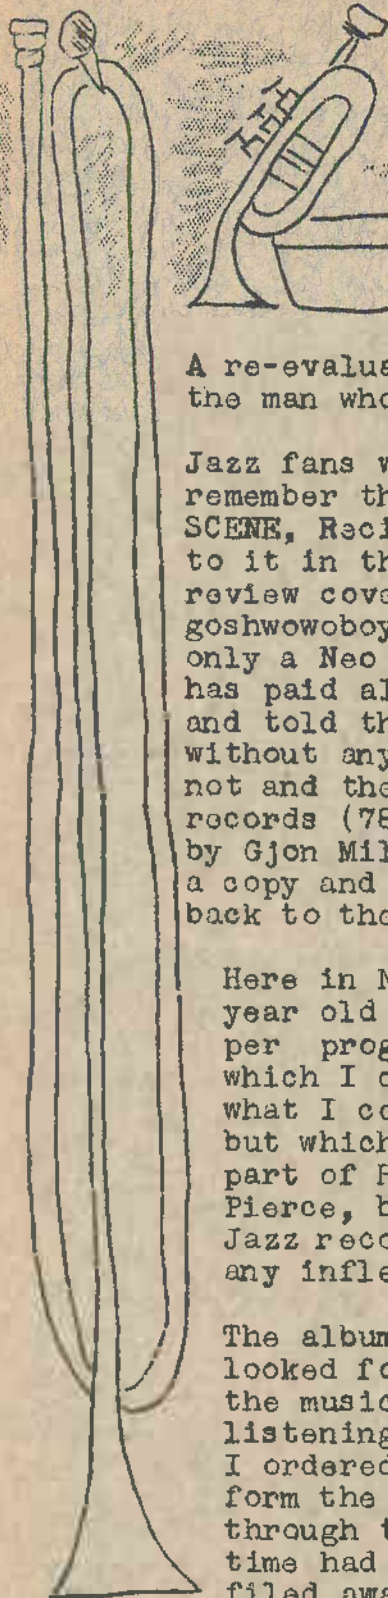 A re-evalua
the man who
Jazz fans w
remember th
SCENE, Reci
to it in th
review cove
goshwowoboy
only a Neo
has paid al
and told th
without any
not and the
records (78
by Gjon Mil
a copy and
back to the
Here in N
year old
per prog
which I c
what I co
but which
part of P
Pierce, b
Jazz reco
any infle
The album
looked fo
the music
listening
I ordered
form the
through t
time had
filed awa